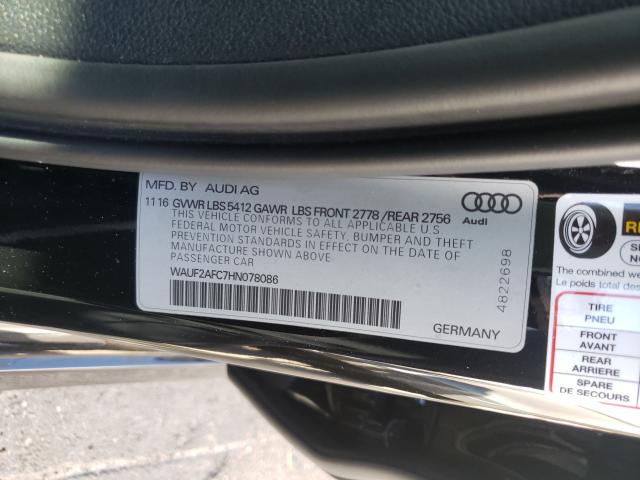 MFD. BY AUDI AG
11 16 GVWR LBS 5412 GAWR LBS FRONT 2778 / REAR 2756
THIS VEHICLE CONFORMS TO ALL APPLICABLE U.S.
FEDERAL MOTOR VEHICLE SAFETY, BUMPER AND THEFT
PREVENTION STANDARDS IN EFFECT ON THE DATE OF
MANUFACTURE SHOWN ABOVE
PASSENGER CAR
WAUF2AFC7HN078086
GERMANY
Audi
4822698
The combined we
Le poids total des
TIRE
PNEU
FRONT
AVANT
REAR
ARRIERE
SPARE
DE SECOURS